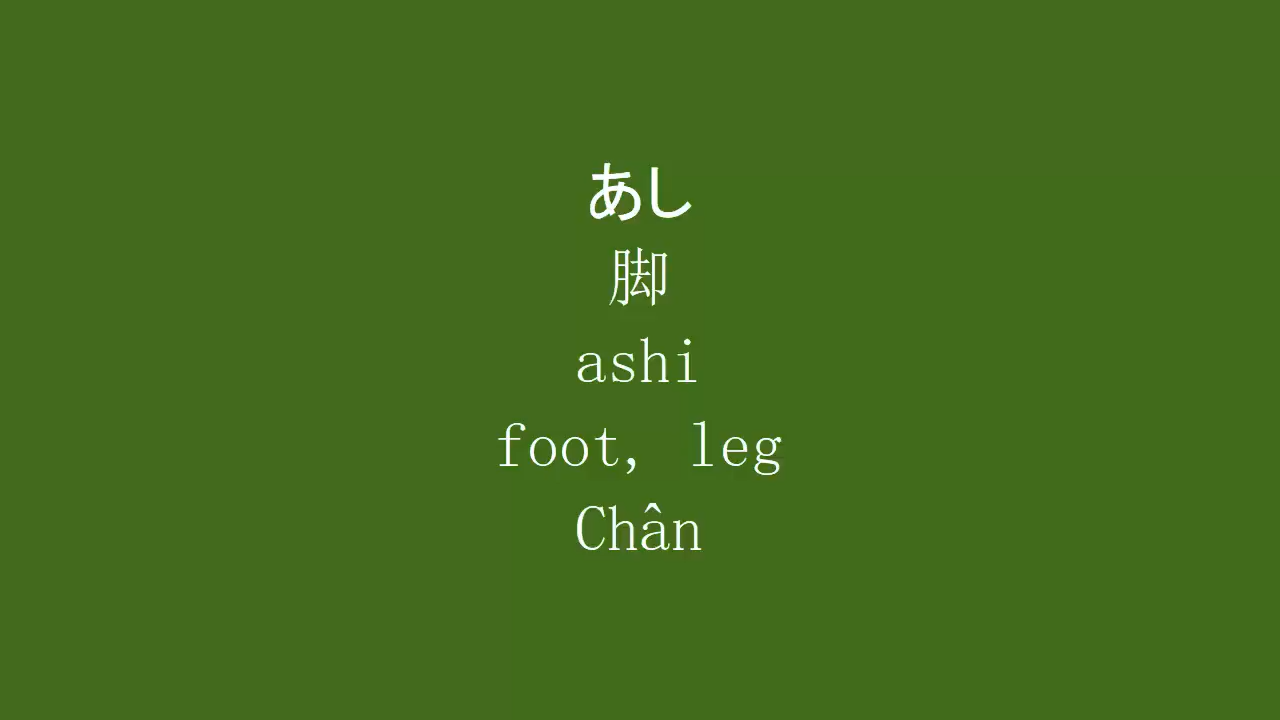 あし
脚
ashi
foot, leg
Chân